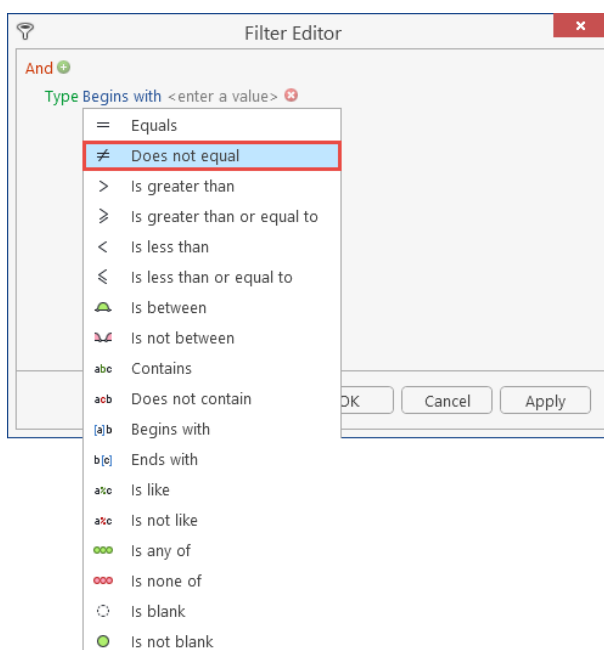 Filter Editor
And
Type Begins with <enter a value>
= Equals
≠ Does not equal
> Is greater than
⩾ Is greater than or equal to
< Is less than
⩽ Is less than or equal to
Is between
Is not between
abc Contains
acb Does not contain
OK Cancel Apply
[a]b Begins with
b[c] Ends with
a%c Is like
a%c Is not like
Is any of
Is none of
Is blank
Is not blank